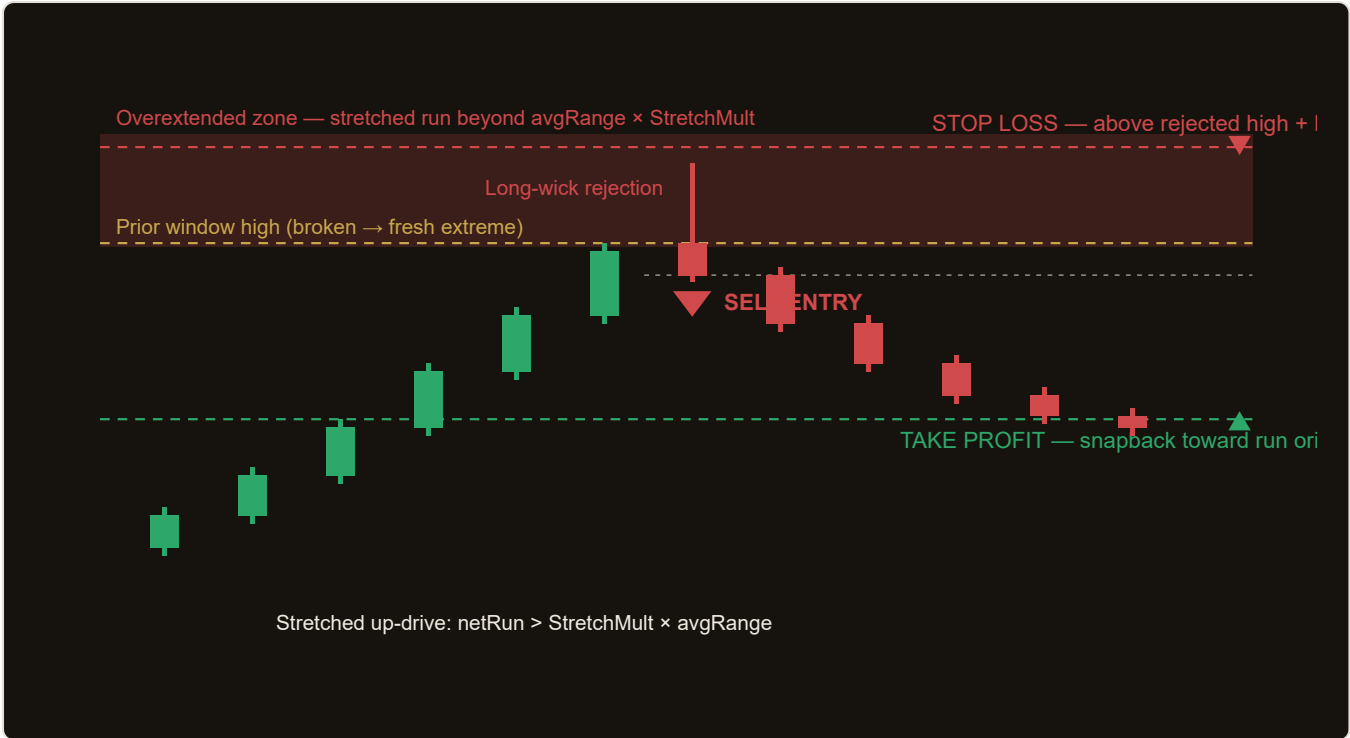 Overextended zone — stretched run beyond avgRange × StretchMult
STOP LOSS — above rejected high +
Long-wick rejection
Prior window high (broken → fresh extreme)
SELL ENTRY
TAKE PROFIT — snapback toward run ori
Stretched up-drive: netRun > StretchMult × avgRange